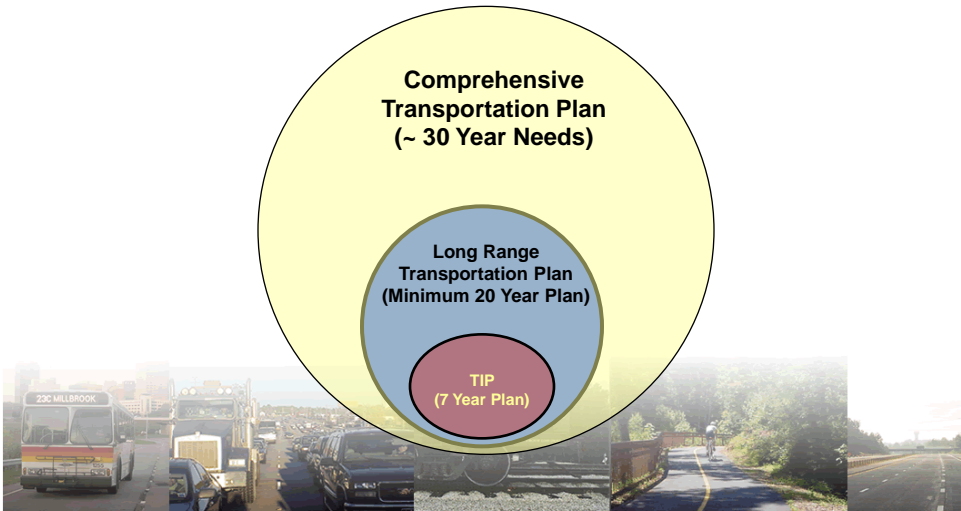 Comprehensive
Transportation Plan
(~ 30 Year Needs)
Long Range
Transportation Plan
(Minimum 20 Year Plan)
TIP
(7 Year Plan)
23C MILLBROOK